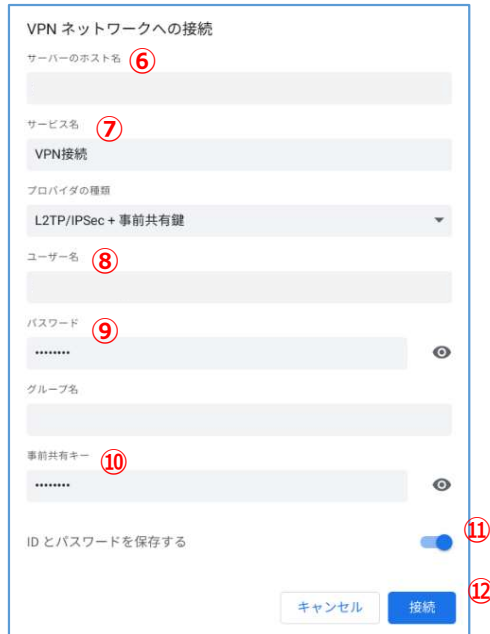 VPN ネットワークへの接続
サーバーのホスト名 ⑥
サービス名 ⑦
VPN接続
プロバイダの種類
L2TP/IPSec + 事前共有鍵
ユーザー名 ⑧
パスワード ⑨
••••••••
グループ名
事前共有キー ⑩
••••••••
ID とパスワードを保存する ⑪
キャンセル 接続 ⑫